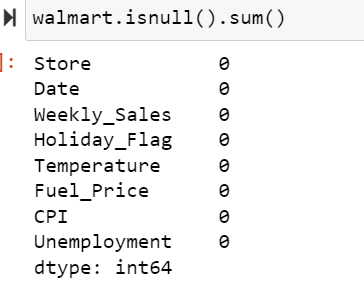 walmart.isnull().sum()
]:
Store 0
Date 0
Weekly_Sales 0
Holiday_Flag 0
Temperature 0
Fuel_Price 0
CPI 0
Unemployment 0
dtype: int64